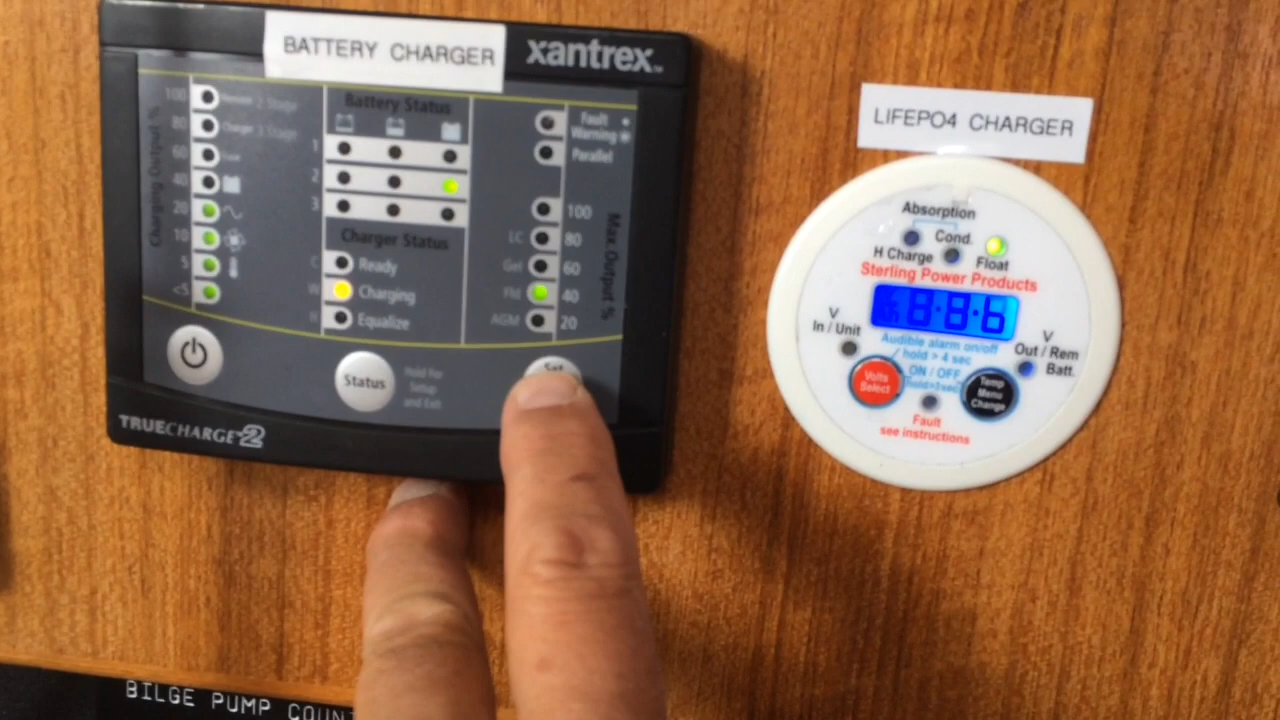 BATTERY CHARGER
xantrex
Charging Output %
100
80
60
40
20
10
5
<5
2 Stage
3 Stage
Battery Status
1
2
3
Charger Status
C Ready
W Charging
H Equalize
Fault
Warning
Parallel
100
LC 80
Gel 60
Fld 40
AGM 20
Max. Output %
Status
Hold For
Setup
and Exit
Set
TRUECHARGE™2
LIFEPO4 CHARGER
Absorption
Cond.
H Charge
Float
Sterling Power Products
V
In / Unit
V
Out / Rem
Batt.
Audible alarm on/off
hold > 4 sec
ON / OFF
Volts
Select
Temp
Menu
Change
Fault
see instructions
BILGE PUMP